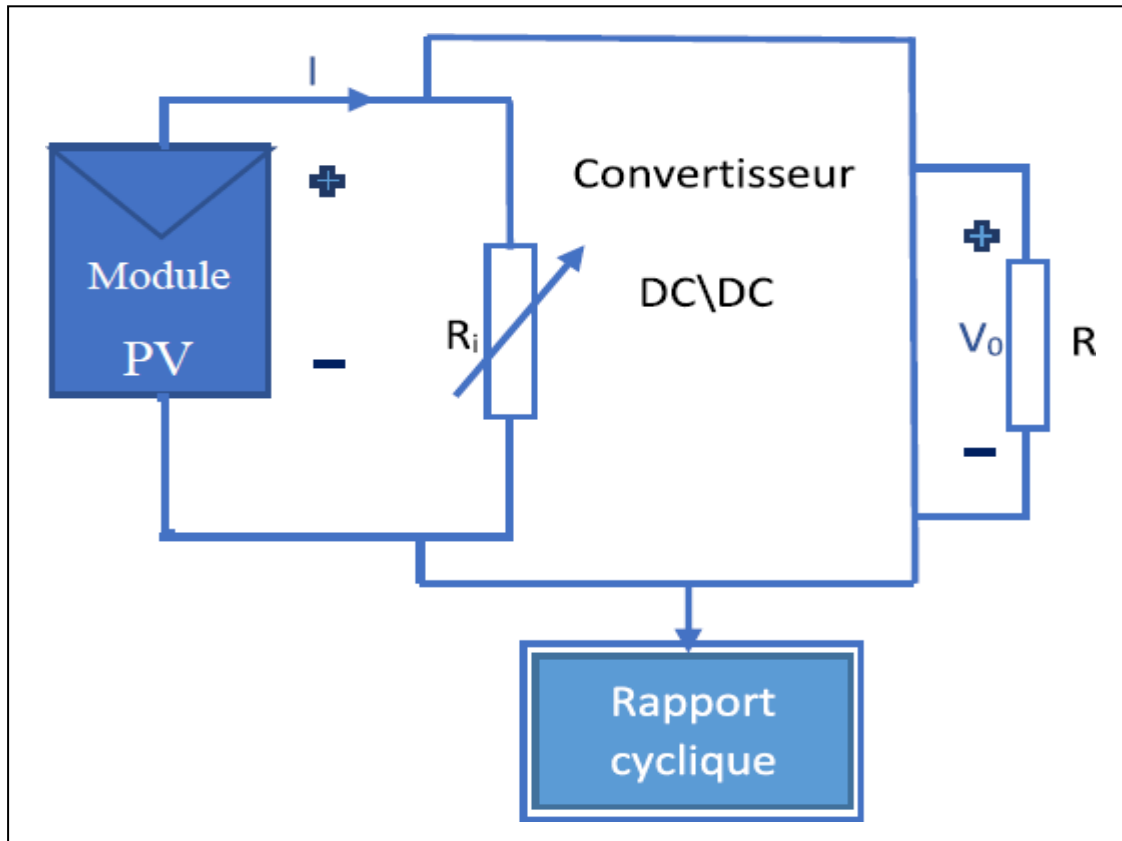 I
Module
PV
+
−
Rᵢ
Convertisseur
DC\DC
+
V₀
−
R
Rapport
cyclique